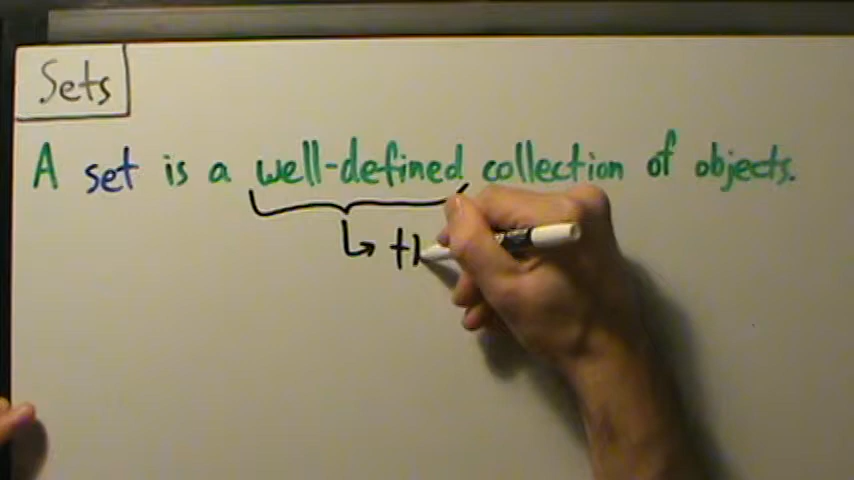 Sets
A set is a well-defined collection of objects.